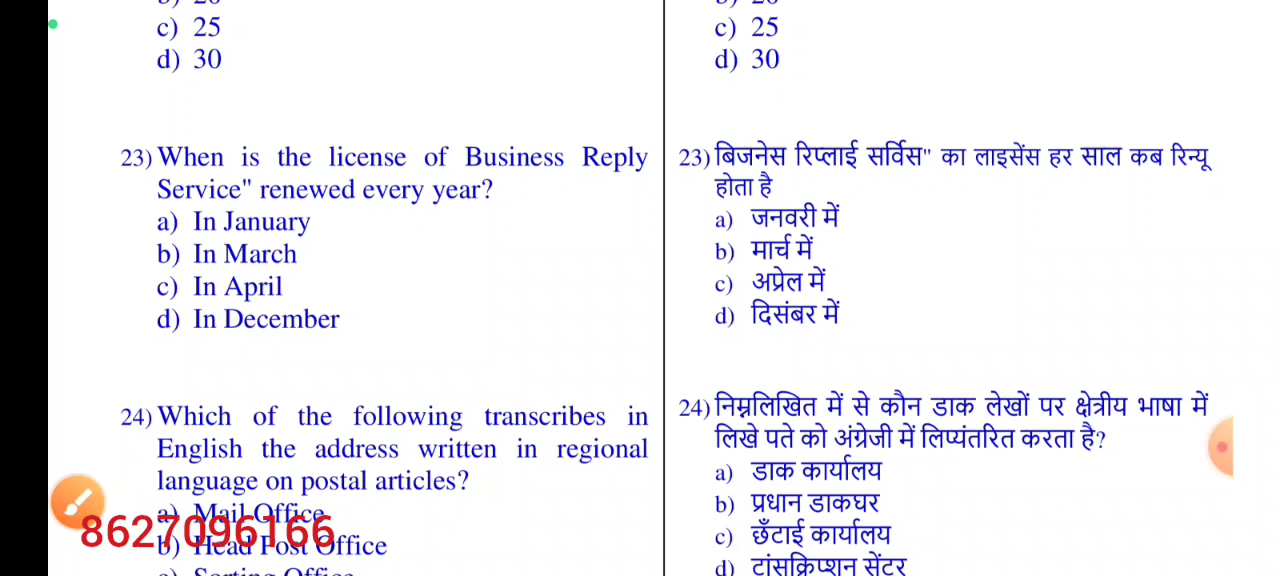 c) 25
d) 30
23) When is the license of Business Reply
Service" renewed every year?
a) In January
b) In March
c) In April
d) In December
24) Which of the following transcribes in
English the address written in regional
language on postal articles?
a) Mail Office
8627096166
b) Head Post Office
c) 25
d) 30
23) बिजनेस रिप्लाई सर्विस" का लाइसेंस हर साल कब रिन्यू
होता है
a) जनवरी में
b) मार्च में
c) अप्रेल में
d) दिसंबर में
24) निम्नलिखित में से कौन डाक लेखों पर क्षेत्रीय भाषा में
लिखे पते को अंग्रेजी में लिप्यंतरित करता है?
a) डाक कार्यालय
b) प्रधान डाकघर
c) छँटाई कार्यालय
d) टांसक्रिप्शन सेंटर